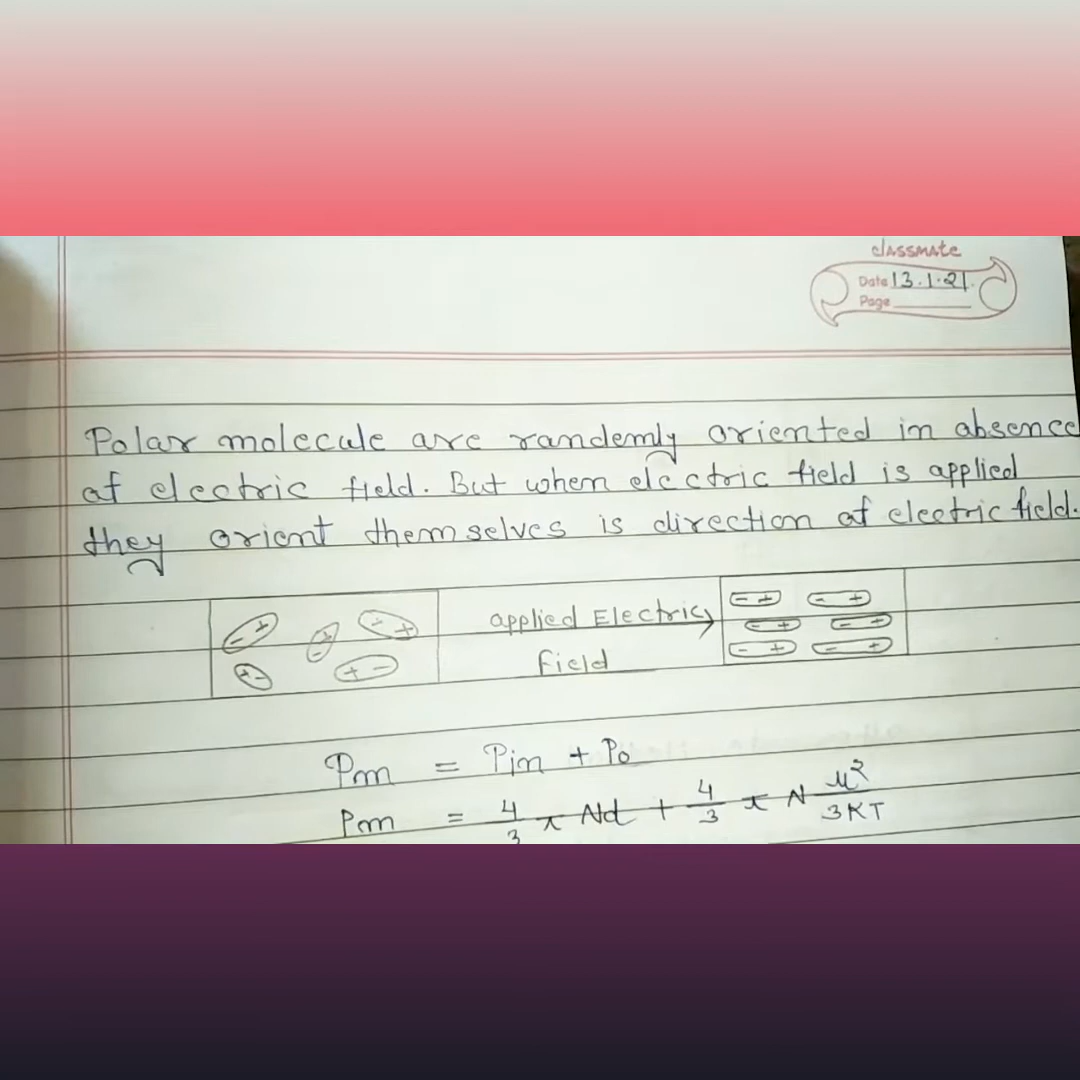 classmate
Date 13.1.21.
Page
Polar molecule are randemly oriented in absence
of electric field. But when electric field is applied
they orient themselves is direction of electric field.
- + - + - + + - + -
applied Electric
field
- + - +
- + - +
- + - +
Pm = Pim + Po
Pm = 4/3 π Nd + 4/3 π N μ²/3KT